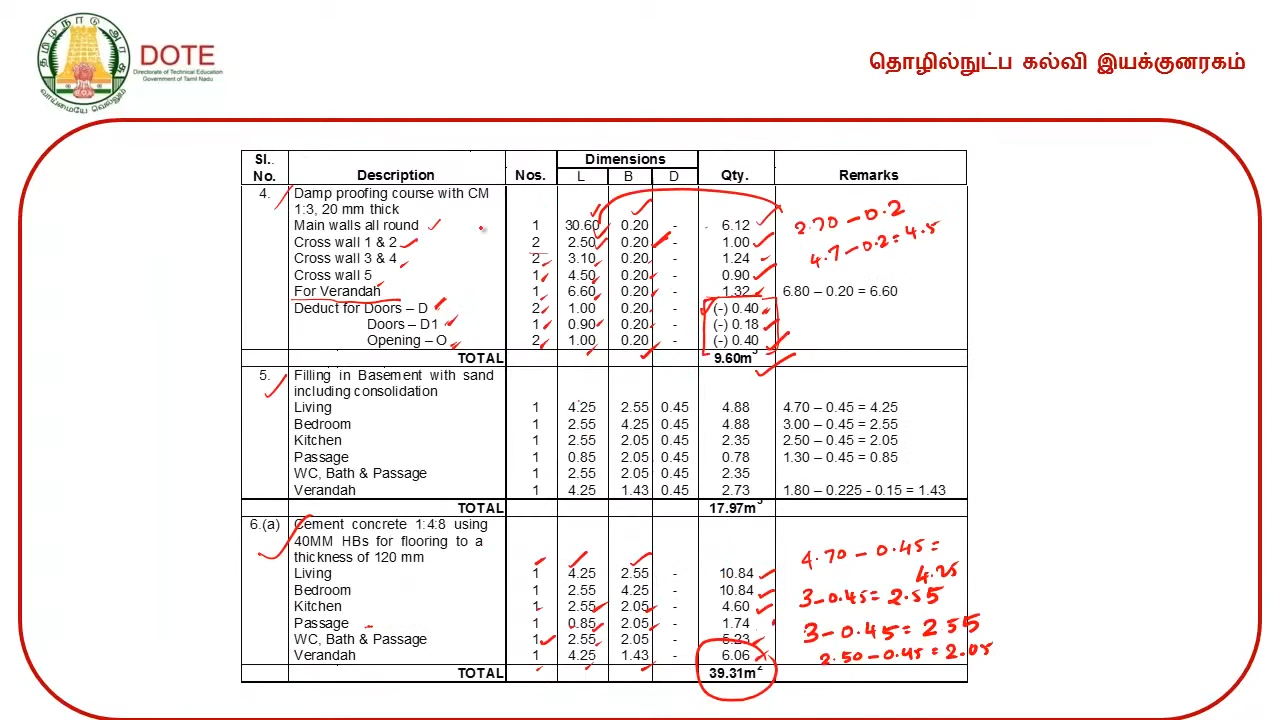 தமிழ்நாடு அரசு
வாய்மையே வெல்லும்
DOTE
Directorate of Technical Education
Government of Tamil Nadu
தொழில்நுட்ப கல்வி இயக்குனரகம்
Sl. No. Description Nos. Dimensions L B D Qty. Remarks
4. Damp proofing course with CM
1:3, 20 mm thick
Main walls all round 1 30.60 0.20 - 6.12
Cross wall 1 & 2 2 2.50 0.20 - 1.00
Cross wall 3 & 4 2 3.10 0.20 - 1.24
Cross wall 5 1 4.50 0.20 - 0.90
For Verandah 1 6.60 0.20 - 1.32 6.80 – 0.20 = 6.60
Deduct for Doors – D 2 1.00 0.20 - (-) 0.40
Doors – D1 1 0.90 0.20 - (-) 0.18
Opening – O 2 1.00 0.20 - (-) 0.40
2.70 - 0.2
4.7 - 0.2 = 4.5
TOTAL 9.60m³
5. Filling in Basement with sand
including consolidation
Living 1 4.25 2.55 0.45 4.88 4.70 – 0.45 = 4.25
Bedroom 1 2.55 4.25 0.45 4.88 3.00 – 0.45 = 2.55
Kitchen 1 2.55 2.05 0.45 2.35 2.50 – 0.45 = 2.05
Passage 1 0.85 2.05 0.45 0.78 1.30 – 0.45 = 0.85
WC, Bath & Passage 1 2.55 2.05 0.45 2.35
Verandah 1 4.25 1.43 0.45 2.73 1.80 – 0.225 - 0.15 = 1.43
TOTAL 17.97m³
6.(a) Cement concrete 1:4:8 using
40MM HBs for flooring to a
thickness of 120 mm
Living 1 4.25 2.55 - 10.84
Bedroom 1 2.55 4.25 - 10.84
Kitchen 1 2.55 2.05 - 4.60
Passage 1 0.85 2.05 - 1.74
WC, Bath & Passage 1 2.55 2.05 - 5.23
Verandah 1 4.25 1.43 - 6.06
TOTAL 39.31m²
4.70 - 0.45 =
4.25
3 - 0.45 = 2.55
3 - 0.45 = 2 55
2.50 - 0.45 = 2.05